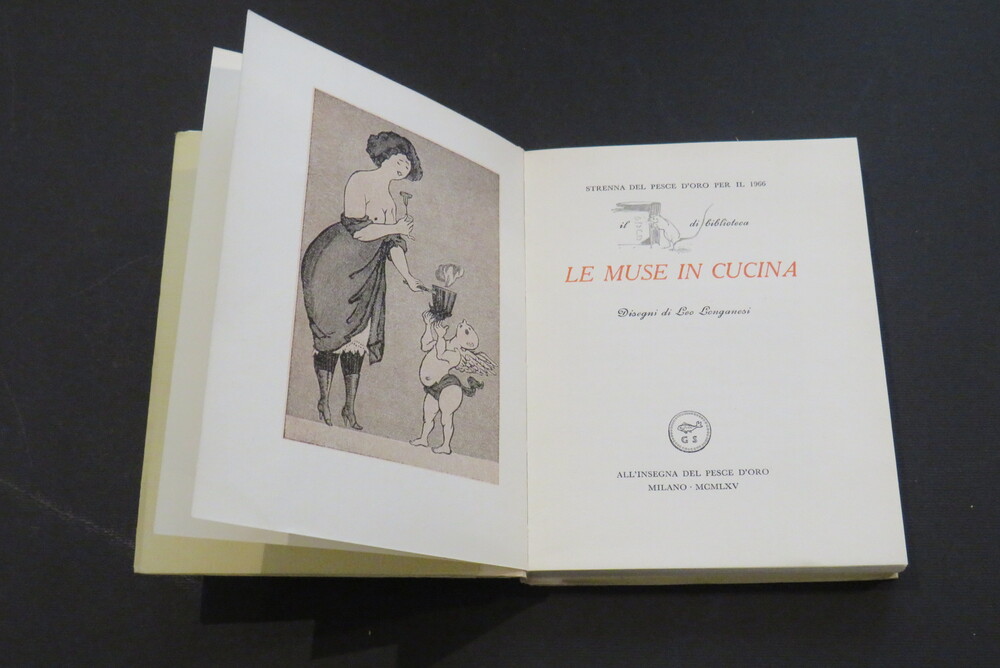 STRENNA DEL PESCE D'ORO PER IL 1966
il di biblioteca
LE MUSE IN CUCINA
Disegni di Leo Longanesi
G S
ALL'INSEGNA DEL PESCE D'ORO
MILANO · MCMLXV